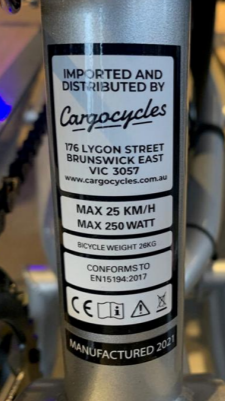 IMPORTED AND
DISTRIBUTED BY
Cargocycles
176 LYGON STREET
BRUNSWICK EAST
VIC 3057
www.cargocycles.com.au
MAX 25 KM/H
MAX 250 WATT
BICYCLE WEIGHT 26KG
CONFORMS TO
EN15194:2017
CE
MANUFACTURED 2021